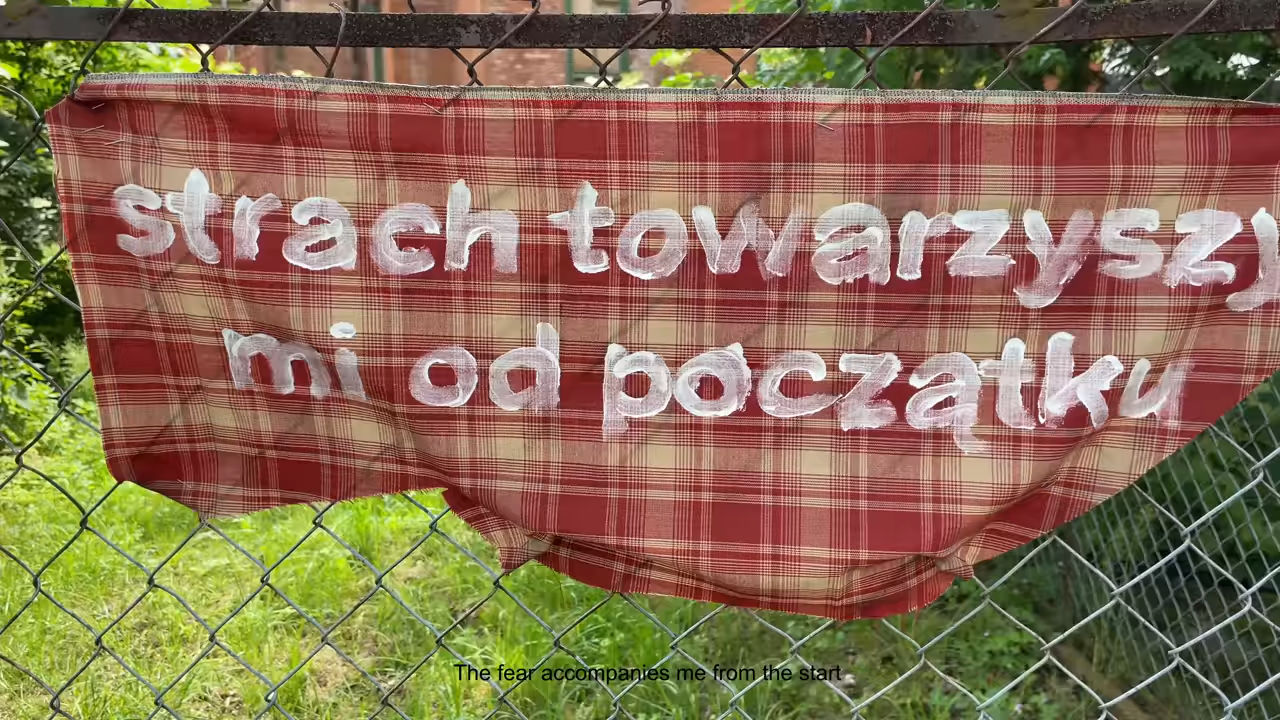 strach towarzyszy
mi od początku
The fear accompanies me from the start